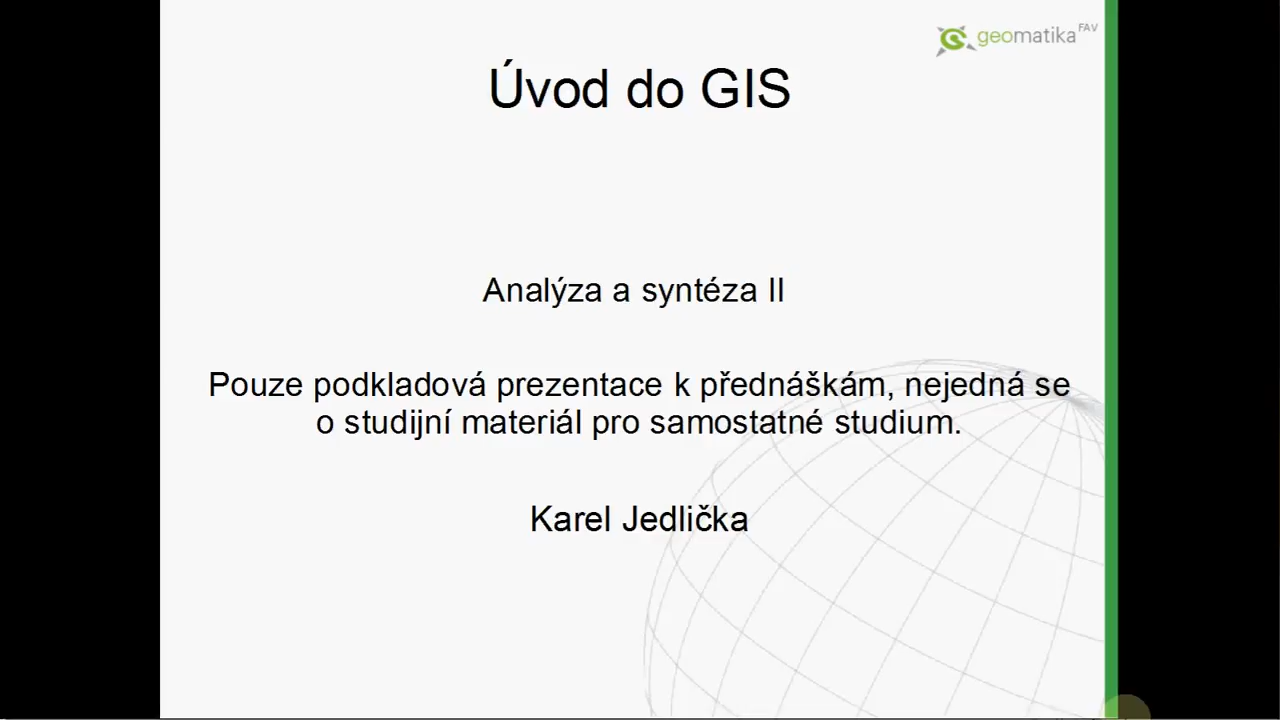 geomatika FAV
Úvod do GIS
Analýza a syntéza II
Pouze podkladová prezentace k přednáškám, nejedná se
o studijní materiál pro samostatné studium.
Karel Jedlička